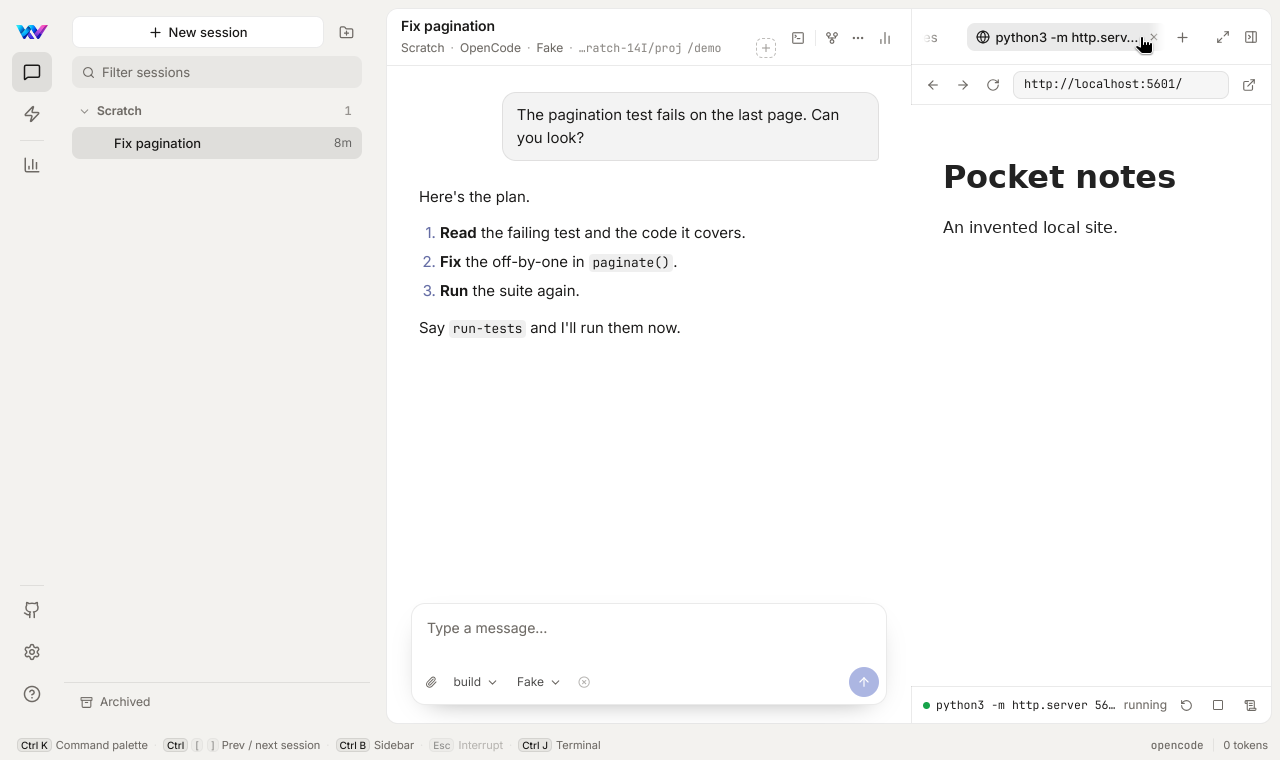 New session
Filter sessions
Scratch 1
Fix pagination 8m
Archived
Fix pagination
Scratch · OpenCode · Fake · …ratch-14I/proj /demo
The pagination test fails on the last page. Can
you look?
Here's the plan.
1. Read the failing test and the code it covers.
2. Fix the off-by-one in paginate().
3. Run the suite again.
Say run-tests and I'll run them now.
Type a message...
build Fake
es python3 -m http.serv...
http://localhost:5601/
Pocket notes
An invented local site.
python3 -m http.server 56… running
Ctrl K Command palette · Ctrl [ ] Prev / next session · Ctrl B Sidebar · Esc Interrupt · Ctrl J Terminal
opencode 0 tokens